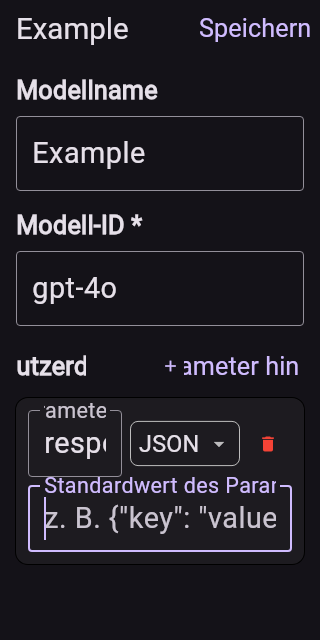 Example Speichern
Modellname
Example
Modell-ID *
gpt-4o
utzerd + ameter hin
amete
resp JSON
Standardwert des Parar
z. B. {"key": "value